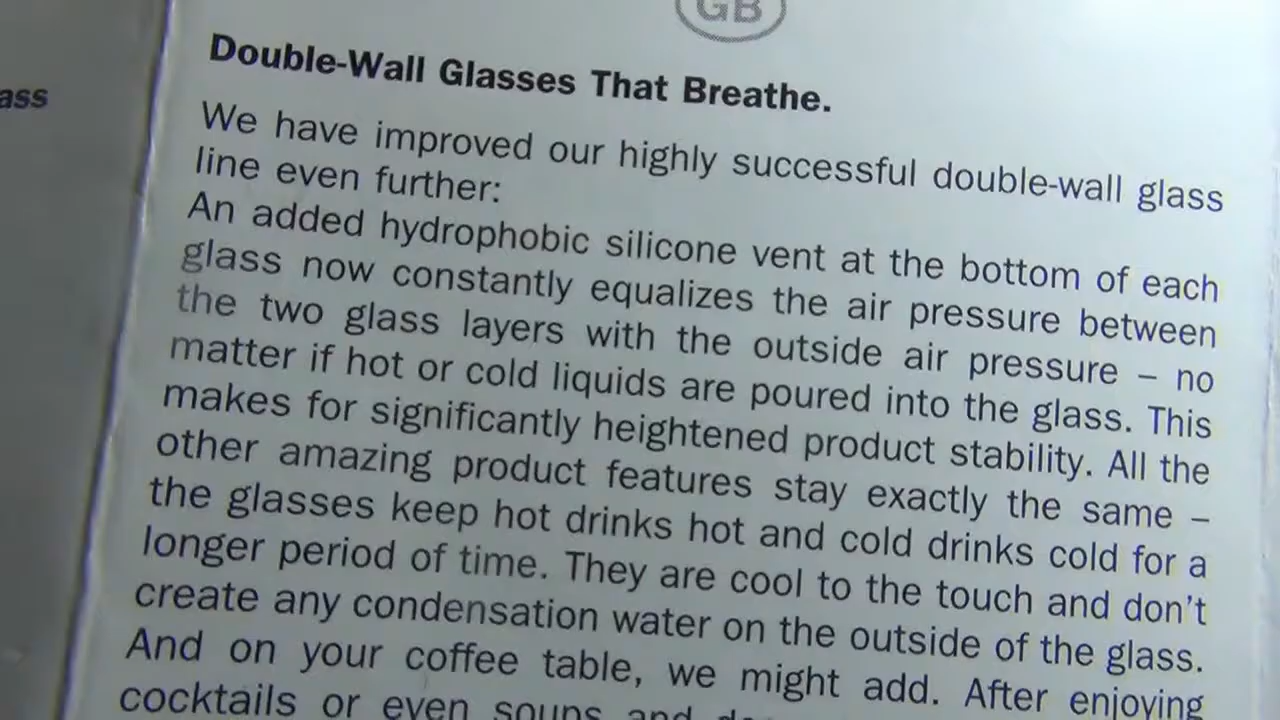 GB
ass
Double-Wall Glasses That Breathe.
We have improved our highly successful double-wall glass
line even further:
An added hydrophobic silicone vent at the bottom of each
glass now constantly equalizes the air pressure between
the two glass layers with the outside air pressure – no
matter if hot or cold liquids are poured into the glass. This
makes for significantly heightened product stability. All the
other amazing product features stay exactly the same –
the glasses keep hot drinks hot and cold drinks cold for a
longer period of time. They are cool to the touch and don't
create any condensation water on the outside of the glass.
And on your coffee table, we might add. After enjoying
cocktails or even soups and